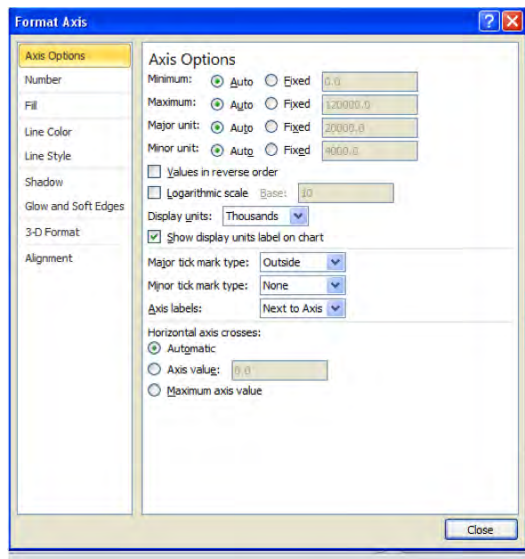 Format Axis
Axis Options
Number
Fill
Line Color
Line Style
Shadow
Glow and Soft Edges
3-D Format
Alignment
Axis Options
Minimum: Auto Fixed 0.0
Maximum: Auto Fixed 120000.0
Major unit: Auto Fixed 20000.0
Minor unit: Auto Fixed 4000.0
Values in reverse order
Logarithmic scale Base: 10
Display units: Thousands
Show display units label on chart
Major tick mark type: Outside
Minor tick mark type: None
Axis labels: Next to Axis
Horizontal axis crosses:
Automatic
Axis value: 0.0
Maximum axis value
Close